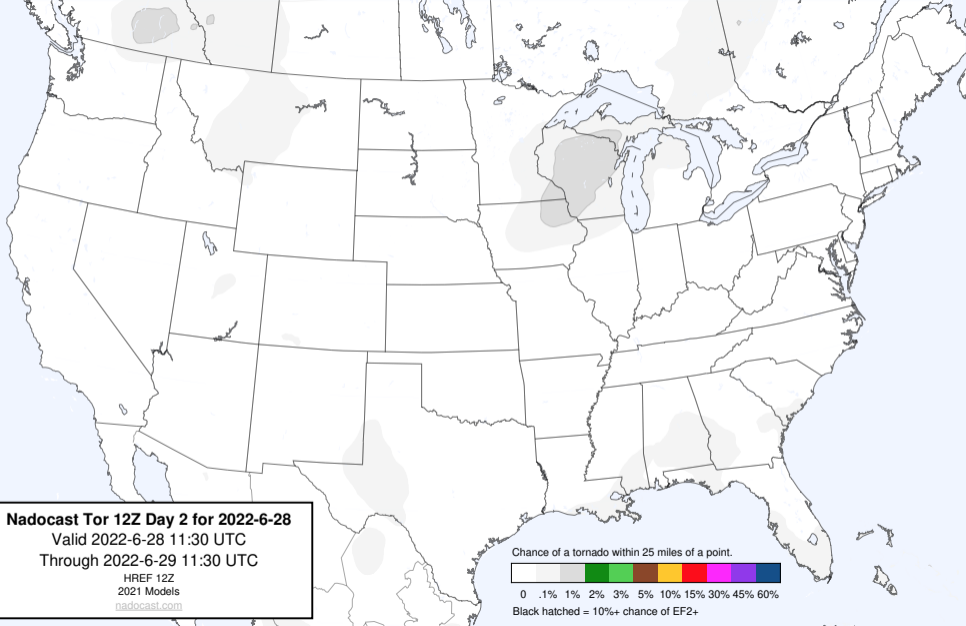 Nadocast Tor 12Z Day 2 for 2022-6-28
Valid 2022-6-28 11:30 UTC
Through 2022-6-29 11:30 UTC
HREF 12Z
2021 Models
nadocast.com
Chance of a tornado within 25 miles of a point.
0 .1% 1% 2% 3% 5% 10% 15% 30% 45% 60%
Black hatched = 10%+ chance of EF2+